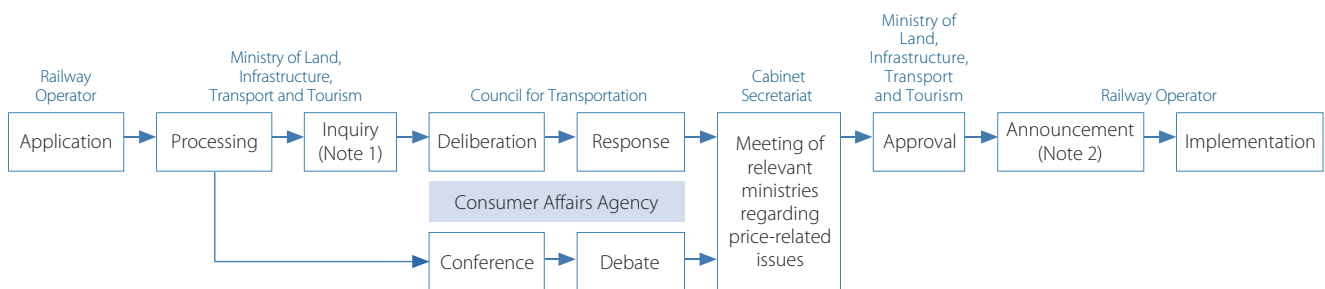 Railway
Operator
Application
Ministry of Land,
Infrastructure,
Transport and Tourism
Processing
Inquiry
(Note 1)
Council for Transportation
Deliberation
Response
Consumer Affairs Agency
Conference
Debate
Cabinet
Secretariat
Meeting of
relevant
ministries
regarding
price-related
issues
Ministry of
Land,
Infrastructure,
Transport
and Tourism
Approval
Railway Operator
Announcement
(Note 2)
Implementation